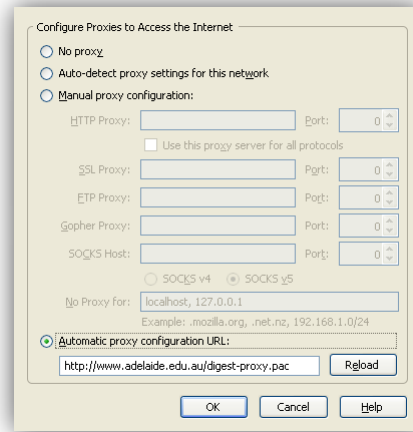 Configure Proxies to Access the Internet
No proxy
Auto-detect proxy settings for this network
Manual proxy configuration:
HTTP Proxy: Port: 0
Use this proxy server for all protocols
SSL Proxy: Port: 0
FTP Proxy: Port: 0
Gopher Proxy: Port: 0
SOCKS Host: Port: 0
SOCKS v4 SOCKS v5
No Proxy for: localhost, 127.0.0.1
Example: .mozilla.org, .net.nz, 192.168.1.0/24
Automatic proxy configuration URL:
http://www.adelaide.edu.au/digest-proxy.pac Reload
OK Cancel Help